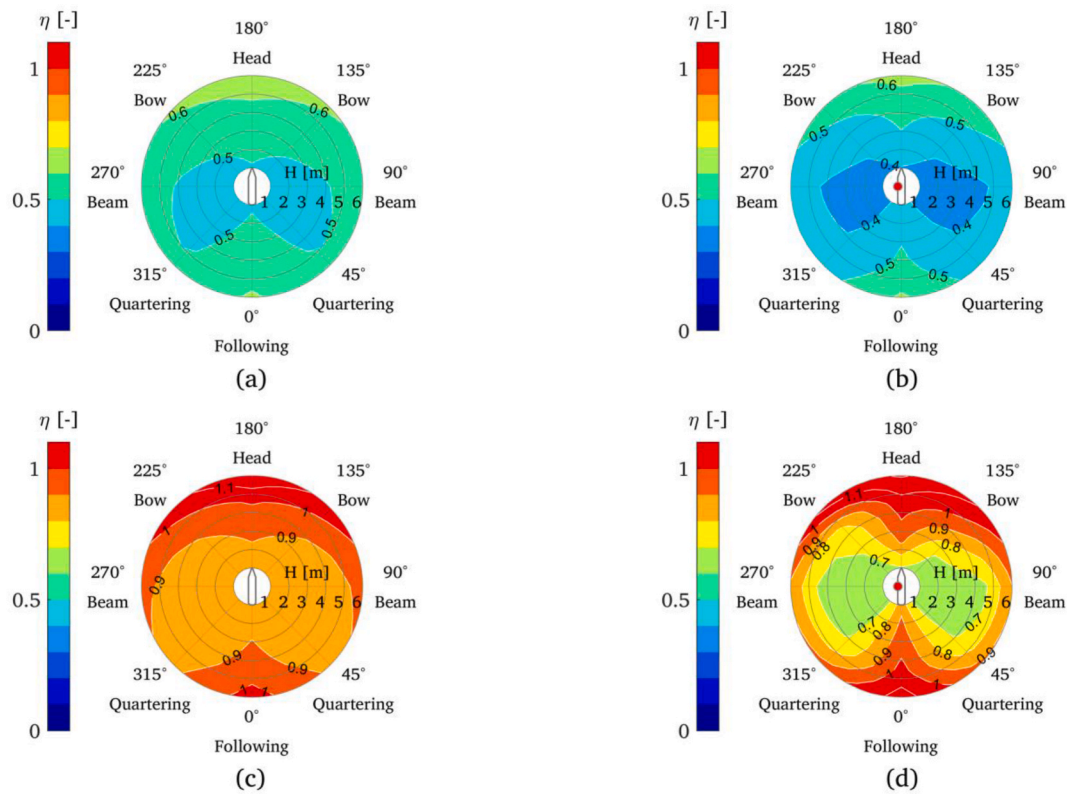 η [-]
180°
Head
1
225°
Bow
135°
Bow
0.6
0.6
0.5
H [m]
270°
Beam
90°
Beam
0.5
1 2 3 4 5 6
0.5
0.5
315°
Quartering
45°
Quartering
0
0°
Following
(a)
η [-]
180°
Head
1
225°
Bow
135°
Bow
0.6
0.5
0.5
0.4
H [m]
270°
Beam
90°
Beam
0.5
1 2 3 4 5 6
0.4
0.4
0.5
0.5
315°
Quartering
45°
Quartering
0
0°
Following
(b)
η [-]
180°
Head
1
225°
Bow
135°
Bow
1.1
1
1
0.9
H [m]
270°
Beam
90°
Beam
0.9
0.5
1 2 3 4 5 6
0.9
0.9
1
1
315°
Quartering
45°
Quartering
0
0°
Following
(c)
η [-]
180°
Head
1
225°
Bow
135°
Bow
1.1
1
1
0.9
0.9
0.8
0.8
0.7
H [m]
270°
Beam
90°
Beam
0.5
1 2 3 4 5 6
0.7
0.7
0.8
0.8
0.9
0.9
1
1
315°
Quartering
45°
Quartering
0
0°
Following
(d)